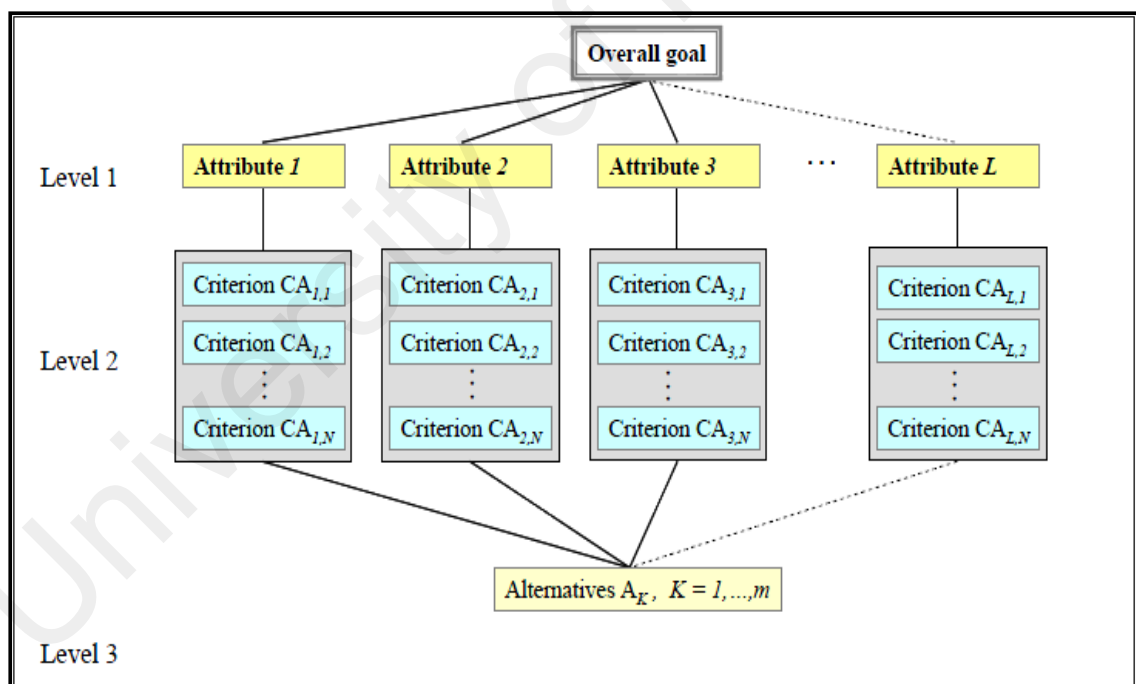 Overall goal
Level 1
Attribute 1
Attribute 2
Attribute 3
...
Attribute L
Level 2
Criterion CA1,1
Criterion CA1,2
⋮
Criterion CA1,N
Criterion CA2,1
Criterion CA2,2
⋮
Criterion CA2,N
Criterion CA3,1
Criterion CA3,2
⋮
Criterion CA3,N
Criterion CAL,1
Criterion CAL,2
⋮
Criterion CAL,N
Alternatives AK, K = 1,...,m
Level 3
University of